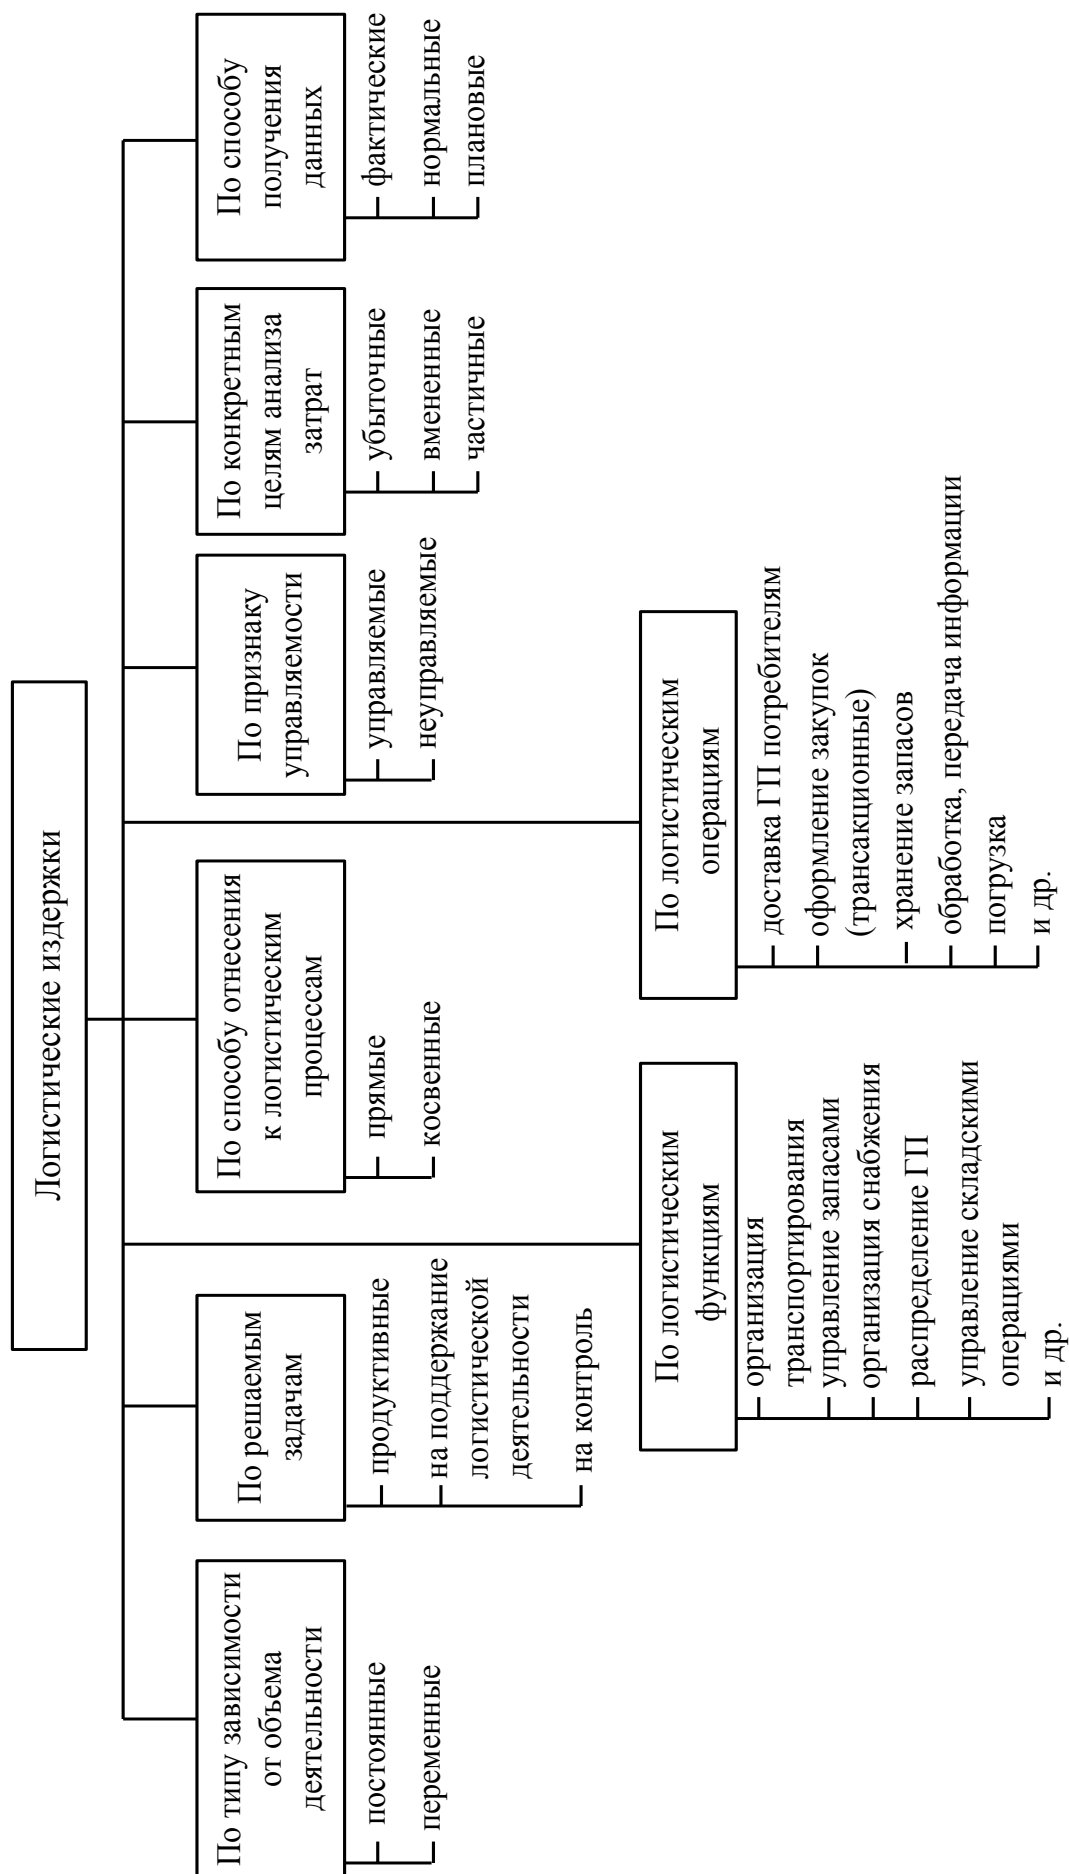 Логистические издержки
По типу зависимости
от объема
деятельности
постоянные
переменные
По решаемым
задачам
продуктивные
на поддержание
логистической
деятельности
на контроль
По способу отнесения
к логистическим
процессам
прямые
косвенные
По признаку
управляемости
управляемые
неуправляемые
По конкретным
целям анализа
затрат
убыточные
вмененные
частичные
По способу
получения
данных
фактические
нормальные
плановые
По логистическим
функциям
организация
транспортирования
управление запасами
организация снабжения
распределение ГП
управление складскими
операциями
и др.
По логистическим
операциям
доставка ГП потребителям
оформление закупок
(трансакционные)
хранение запасов
обработка, передача информации
погрузка
и др.